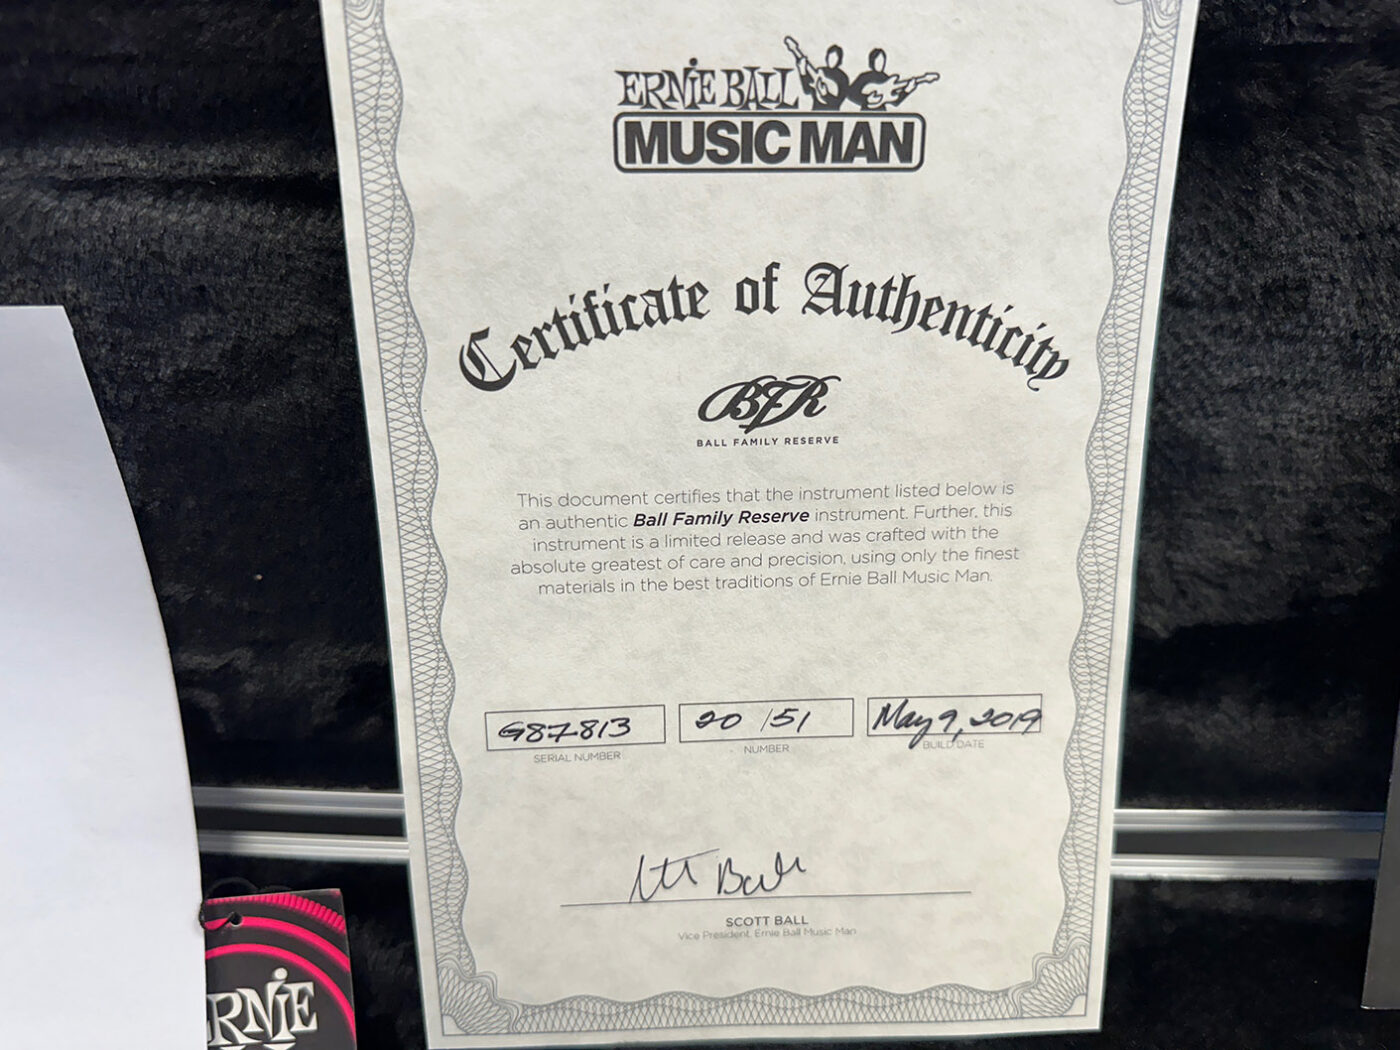 ERNIE BALL
MUSIC MAN
Certificate of Authenticity
BFR
BALL FAMILY RESERVE
This document certifies that the instrument listed below is
an authentic Ball Family Reserve instrument. Further, this
instrument is a limited release and was crafted with the
absolute greatest of care and precision, using only the finest
materials in the best traditions of Ernie Ball Music Man.
G87813
20 /51
May 9, 2019
SERIAL NUMBER
NUMBER
BUILD DATE
Scott Ball
SCOTT BALL
Vice President, Ernie Ball Music Man
ERNIE